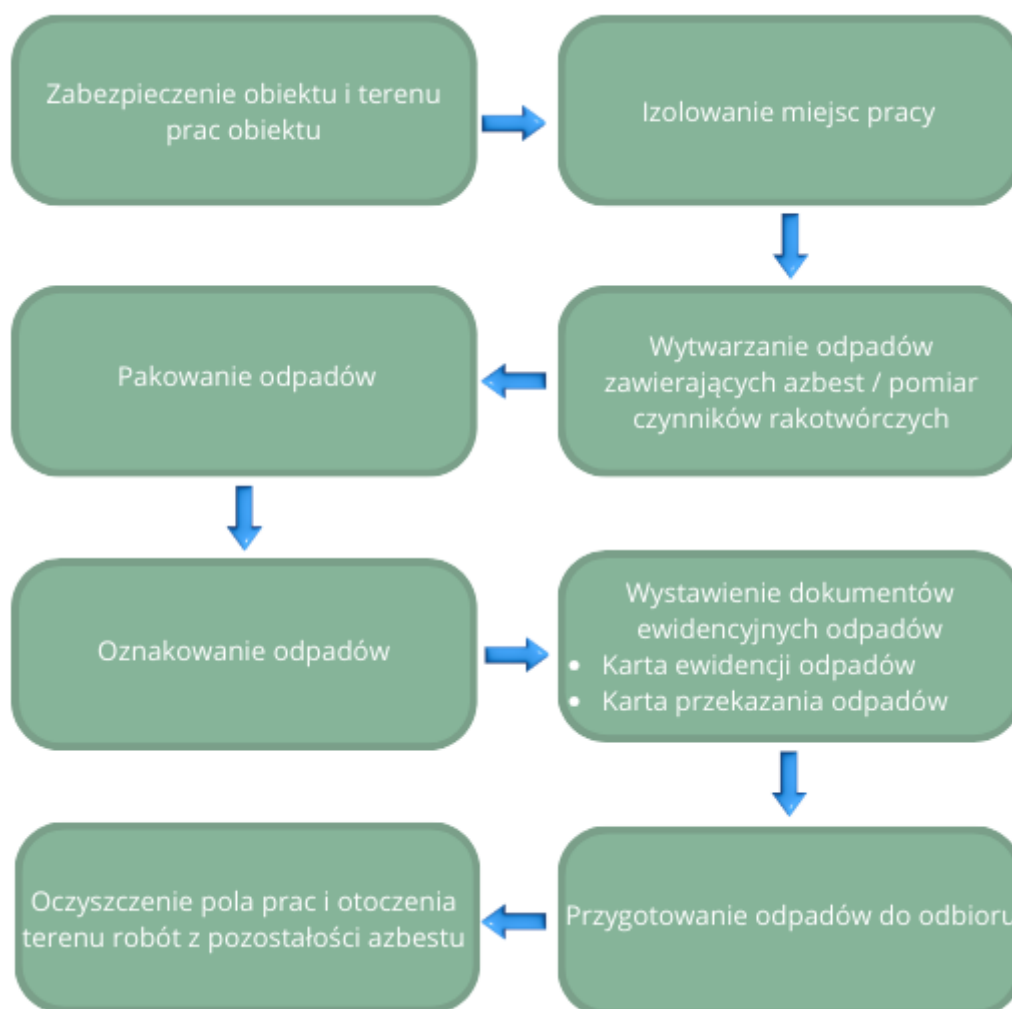 Zabezpieczenie obiektu i terenu
prac obiektu
Izolowanie miejsc pracy
Wytwarzanie odpadów
zawierających azbest / pomiar
czynników rakotwórczych
Pakowanie odpadów
Oznakowanie odpadów
Wystawienie dokumentów
ewidencyjnych odpadów
• Karta ewidencji odpadów
• Karta przekazania odpadów
Przygotowanie odpadów do odbioru
Oczyszczenie pola prac i otoczenia
terenu robót z pozostałości azbestu